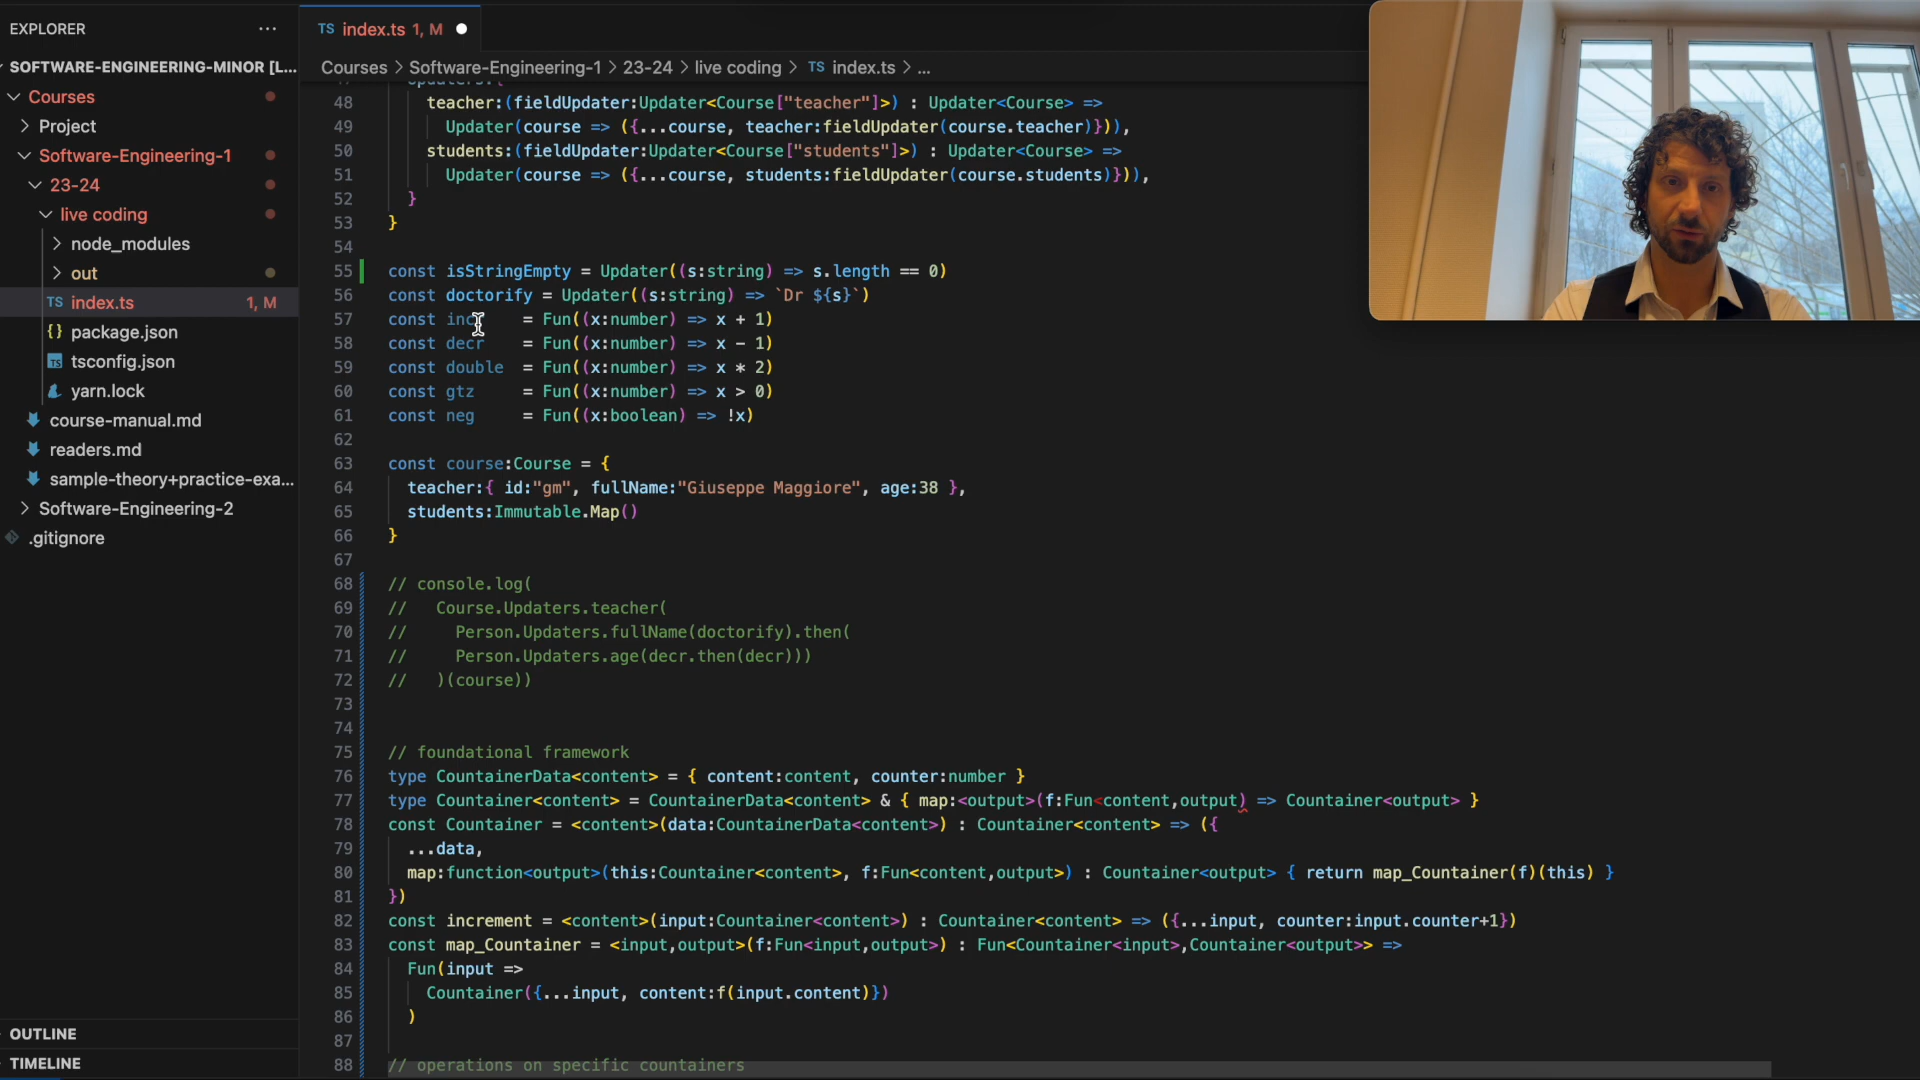 EXPLORER
SOFTWARE-ENGINEERING-MINOR [L...
Courses
Project
Software-Engineering-1
23-24
live coding
node_modules
out
TS index.ts 1, M
{} package.json
TS tsconfig.json
yarn.lock
course-manual.md
readers.md
sample-theory+practice-exa...
Software-Engineering-2
.gitignore
OUTLINE
TIMELINE
TS index.ts 1, M
Courses > Software-Engineering-1 > 23-24 > live coding > TS index.ts > ...
48 teacher:(fieldUpdater:Updater<Course["teacher"]>) : Updater<Course> =>
49 Updater(course => ({...course, teacher:fieldUpdater(course.teacher)})),
50 students:(fieldUpdater:Updater<Course["students"]>) : Updater<Course> =>
51 Updater(course => ({...course, students:fieldUpdater(course.students)})),
52 }
53 }
54
55 const isStringEmpty = Updater((s:string) => s.length == 0)
56 const doctorify = Updater((s:string) => `Dr ${s}`)
57 const incr = Fun((x:number) => x + 1)
58 const decr = Fun((x:number) => x - 1)
59 const double = Fun((x:number) => x * 2)
60 const gtz = Fun((x:number) => x > 0)
61 const neg = Fun((x:boolean) => !x)
62
63 const course:Course = {
64 teacher:{ id:"gm", fullName:"Giuseppe Maggiore", age:38 },
65 students:Immutable.Map()
66 }
67
68 // console.log(
69 // Course.Updaters.teacher(
70 // Person.Updaters.fullName(doctorify).then(
71 // Person.Updaters.age(decr.then(decr)))
72 // )(course))
73
74
75 // foundational framework
76 type CountainerData<content> = { content:content, counter:number }
77 type Countainer<content> = CountainerData<content> & { map:<output>(f:Fun<content,output) => Countainer<output> }
78 const Countainer = <content>(data:CountainerData<content>) : Countainer<content> => ({
79 ...data,
80 map:function<output>(this:Countainer<content>, f:Fun<content,output>) : Countainer<output> { return map_Countainer(f)(this) }
81 })
82 const increment = <content>(input:Countainer<content>) : Countainer<content> => ({...input, counter:input.counter+1})
83 const map_Countainer = <input,output>(f:Fun<input,output>) : Fun<Countainer<input>,Countainer<output>> =>
84 Fun(input =>
85 Countainer({...input, content:f(input.content)})
86 )
87
88 // operations on specific countainers